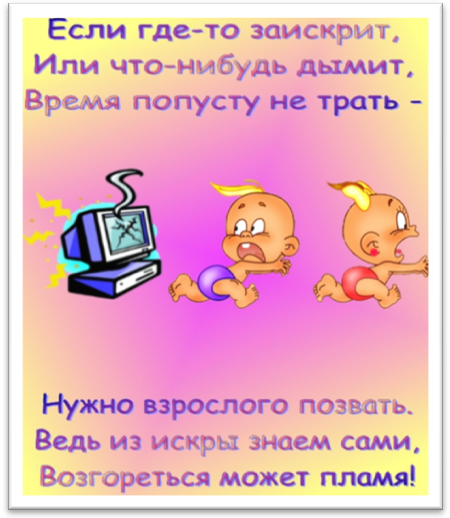 Если где-то заискрит,
Или что-нибудь дымит,
Время попусту не трать -
Нужно взрослого позвать.
Ведь из искры знаем сами,
Возгореться может пламя!